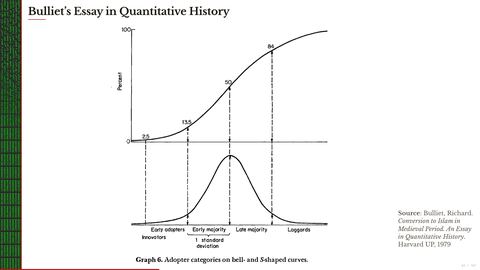 Bulliet's Essay in Quantitative History
100
84
50
13.5
2.5
0
Percent
Early adopters
Early majority
Late majority
Laggards
Innovators
1 standard
deviation
Graph 6. Adopter categories on bell- and S-shaped curves.
Source: Bulliet, Richard.
Conversion to Islam in
Medieval Period. An Essay
in Quantitative History.
Harvard UP, 1979